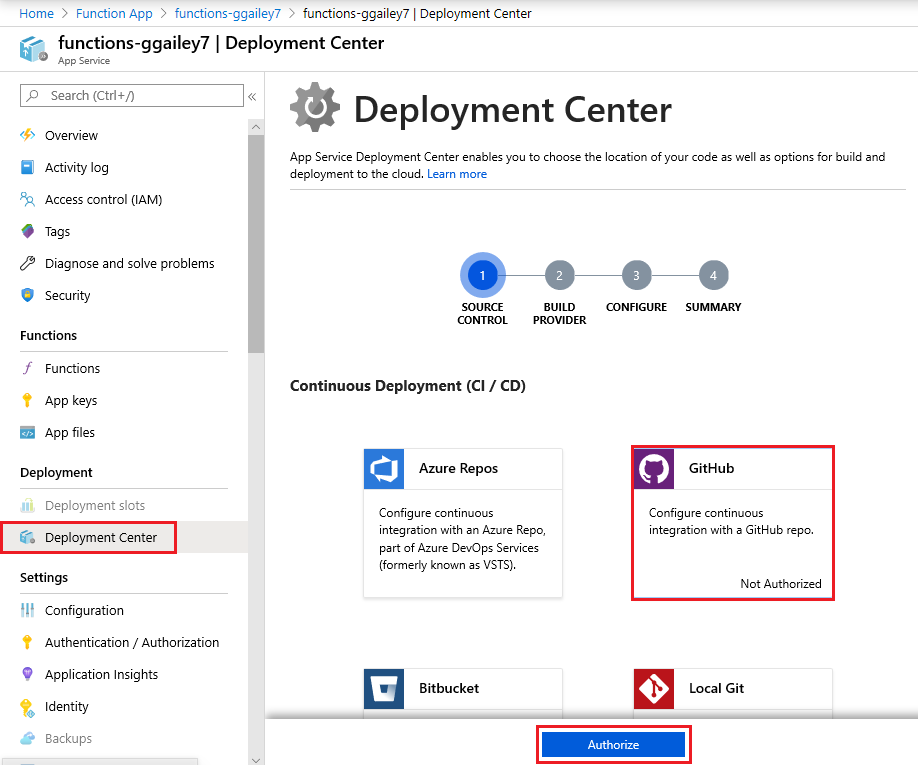 Home > Function App > functions-ggailey7 > functions-ggailey7 | Deployment Center
functions-ggailey7 | Deployment Center
App Service
Search (Ctrl+/)
«
Overview
Activity log
Access control (IAM)
Tags
Diagnose and solve problems
Security
Functions
Functions
App keys
App files
Deployment
Deployment slots
Deployment Center
Settings
Configuration
Authentication / Authorization
Application Insights
Identity
Backups
Deployment Center
App Service Deployment Center enables you to choose the location of your code as well as options for build and
deployment to the cloud. Learn more
1 2 3 4
SOURCE BUILD CONFIGURE SUMMARY
CONTROL PROVIDER
Continuous Deployment (CI / CD)
Azure Repos
Configure continuous
integration with an Azure Repo,
part of Azure DevOps Services
(formerly known as VSTS).
GitHub
Configure continuous
integration with a GitHub repo.
Not Authorized
Bitbucket
Local Git
Authorize